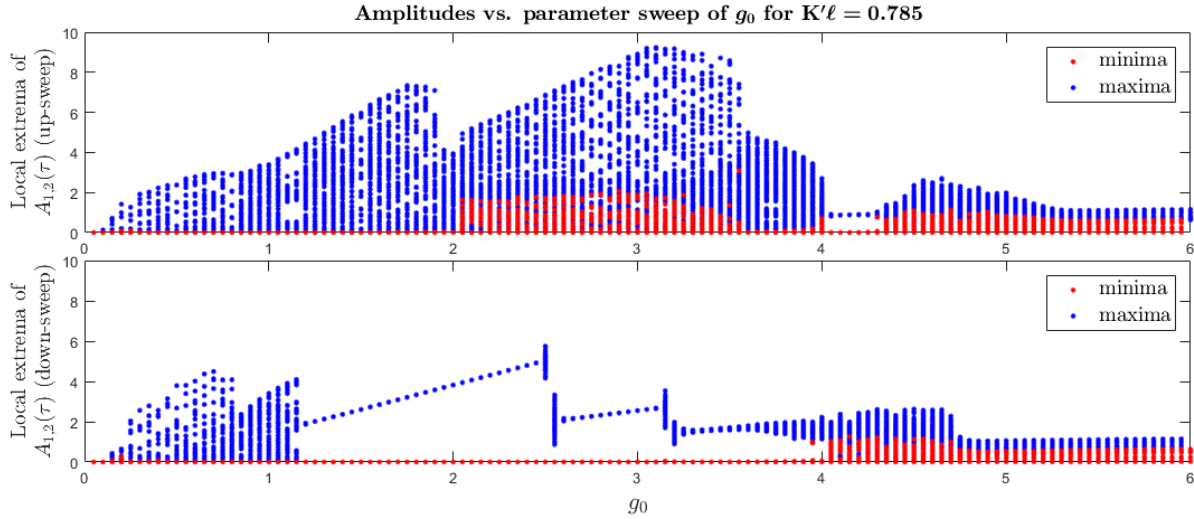 Amplitudes vs. parameter sweep of g₀ for K′ℓ = 0.785
Local extrema of
A₁,₂(τ) (up-sweep)
10
8
6
4
2
0
minima
maxima
0 1 2 3 4 5 6
Local extrema of
A₁,₂(τ) (down-sweep)
10
8
6
4
2
0
minima
maxima
0 1 2 3 4 5 6
g₀